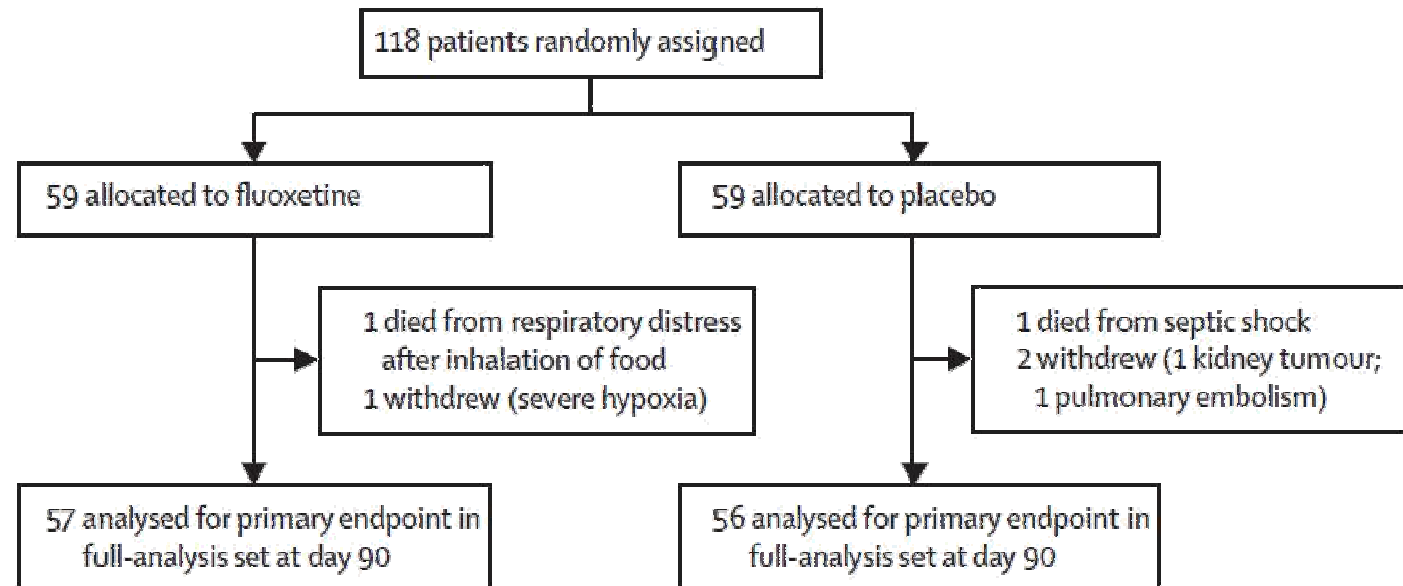 118 patients randomly assigned
59 allocated to fluoxetine
59 allocated to placebo
1 died from respiratory distress
after inhalation of food
1 withdrew (severe hypoxia)
1 died from septic shock
2 withdrew (1 kidney tumour;
1 pulmonary embolism)
57 analysed for primary endpoint in
full-analysis set at day 90
56 analysed for primary endpoint in
full-analysis set at day 90